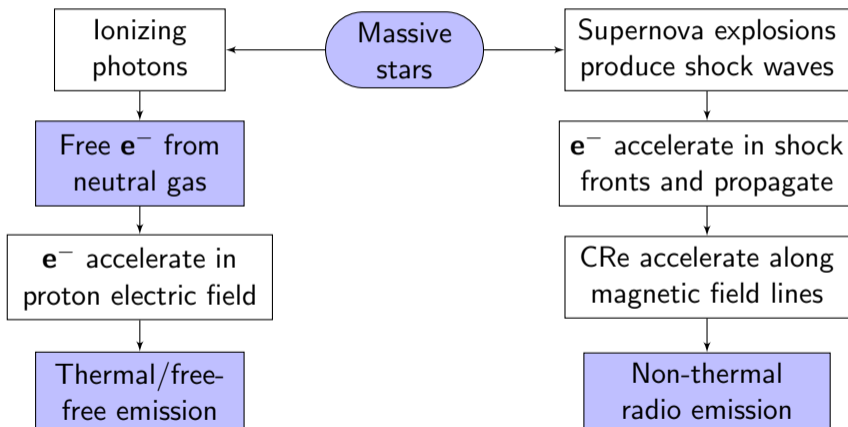 Ionizing
photons
Massive
stars
Supernova explosions
produce shock waves
Free e⁻ from
neutral gas
e⁻ accelerate in shock
fronts and propagate
e⁻ accelerate in
proton electric field
CRe accelerate along
magnetic field lines
Thermal/free-
free emission
Non-thermal
radio emission